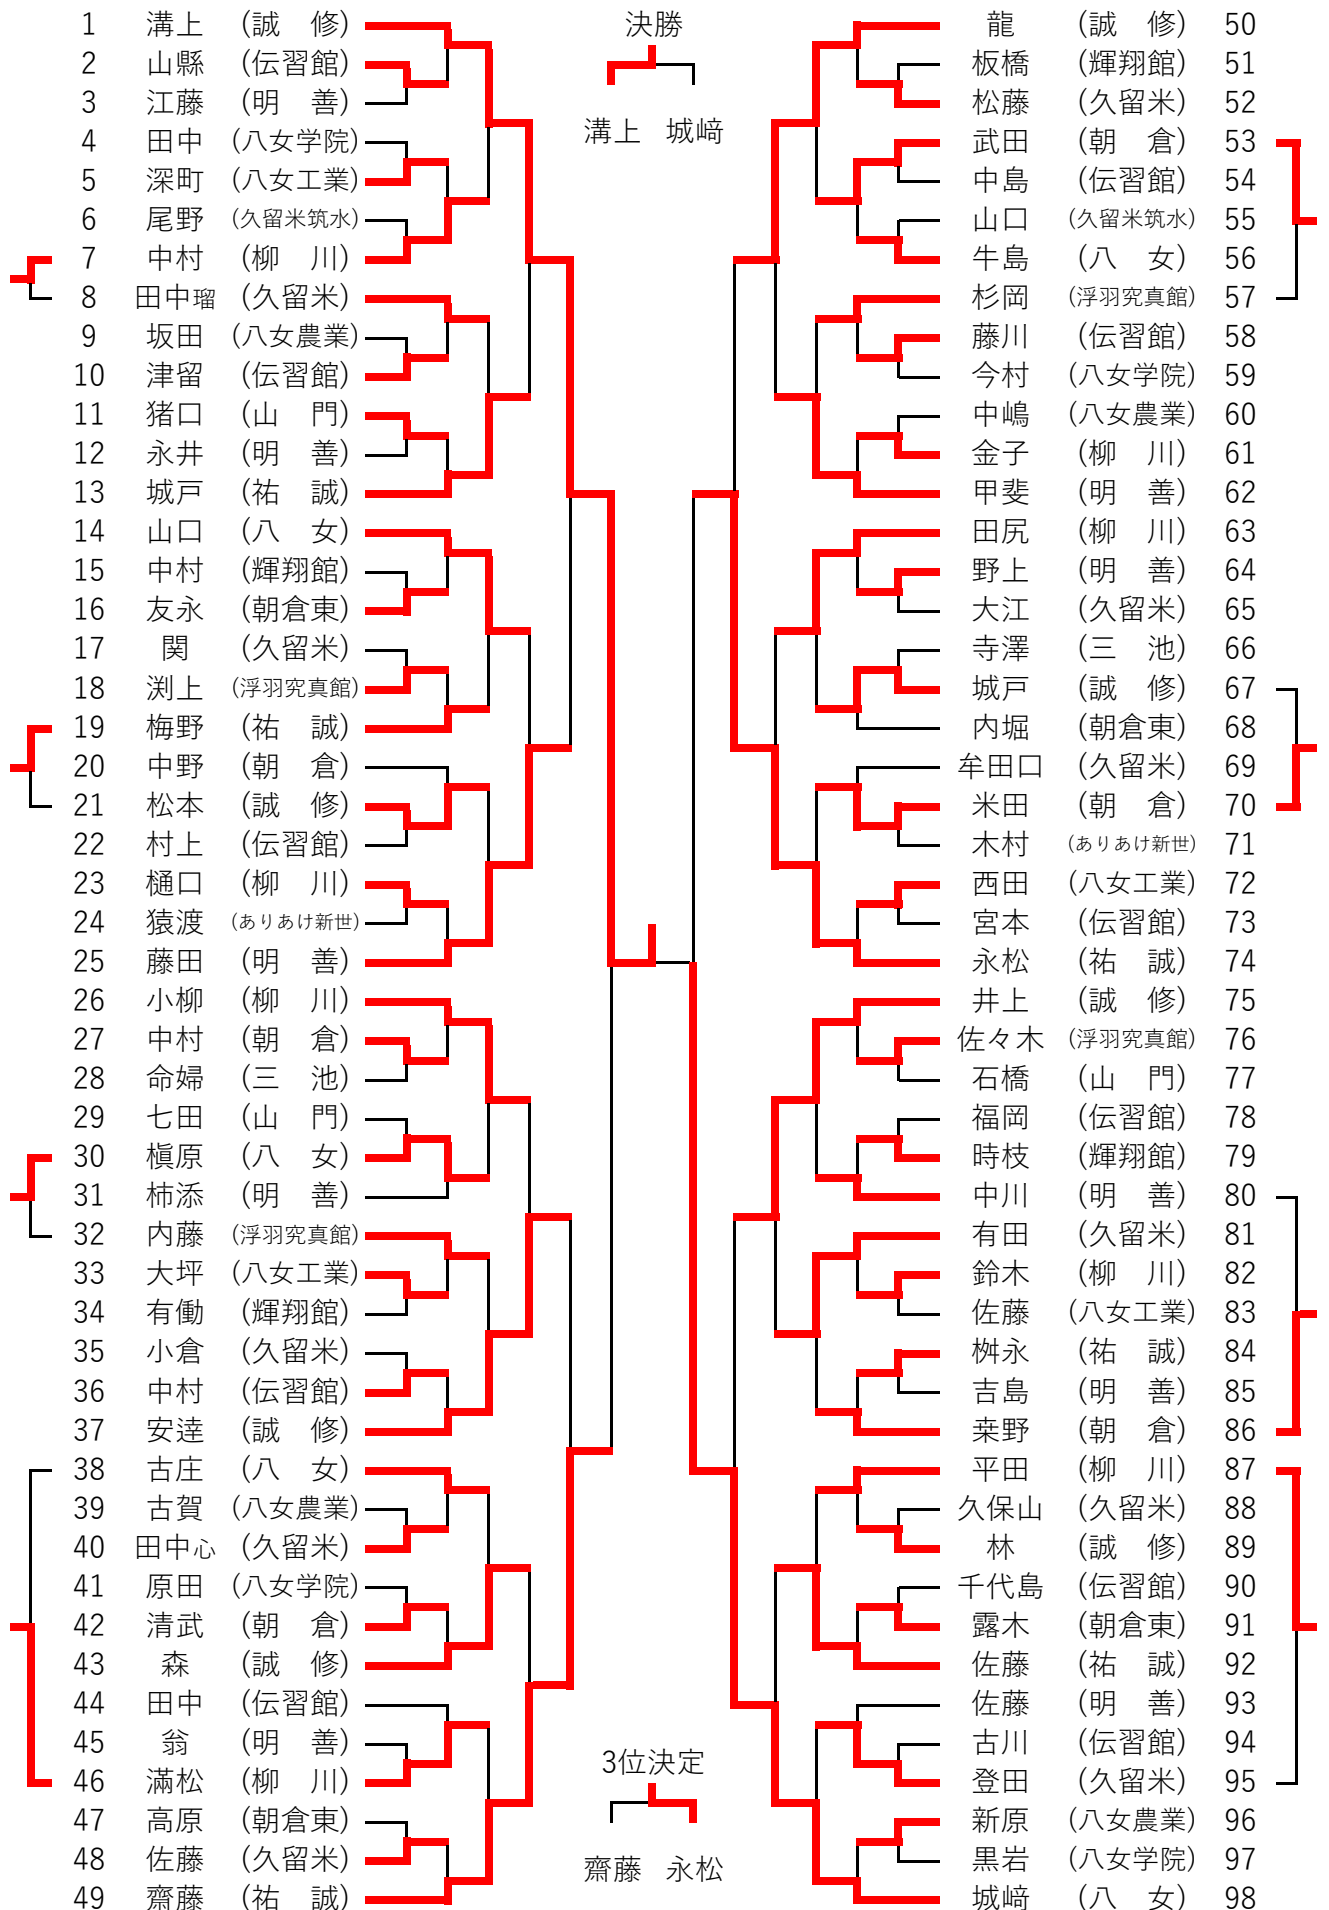 決勝
溝上 城﨑
1 溝上 (誠 修)
2 山縣 (伝習館)
3 江藤 (明 善)
4 田中 (八女学院)
5 深町 (八女工業)
6 尾野 (久留米筑水)
7 中村 (柳 川)
8 田中瑠 (久留米)
9 坂田 (八女農業)
10 津留 (伝習館)
11 猪口 (山 門)
12 永井 (明 善)
13 城戸 (祐 誠)
14 山口 (八 女)
15 中村 (輝翔館)
16 友永 (朝倉東)
17 関 (久留米)
18 渕上 (浮羽究真館)
19 梅野 (祐 誠)
20 中野 (朝 倉)
21 松本 (誠 修)
22 村上 (伝習館)
23 樋口 (柳 川)
24 猿渡 (ありあけ新世)
25 藤田 (明 善)
26 小柳 (柳 川)
27 中村 (朝 倉)
28 命婦 (三 池)
29 七田 (山 門)
30 槇原 (八 女)
31 柿添 (明 善)
32 内藤 (浮羽究真館)
33 大坪 (八女工業)
34 有働 (輝翔館)
35 小倉 (久留米)
36 中村 (伝習館)
37 安達 (誠 修)
38 古庄 (八 女)
39 古賀 (八女農業)
40 田中心 (久留米)
41 原田 (八女学院)
42 清武 (朝 倉)
43 森 (誠 修)
44 田中 (伝習館)
45 翁 (明 善)
46 滿松 (柳 川)
47 高原 (朝倉東)
48 佐藤 (久留米)
49 齋藤 (祐 誠)
龍 (誠 修) 50
板橋 (輝翔館) 51
松藤 (久留米) 52
武田 (朝 倉) 53
中島 (伝習館) 54
山口 (久留米筑水) 55
牛島 (八 女) 56
杉岡 (浮羽究真館) 57
藤川 (伝習館) 58
今村 (八女学院) 59
中嶋 (八女農業) 60
金子 (柳 川) 61
甲斐 (明 善) 62
田尻 (柳 川) 63
野上 (明 善) 64
大江 (久留米) 65
寺澤 (三 池) 66
城戸 (誠 修) 67
内堀 (朝倉東) 68
牟田口 (久留米) 69
米田 (朝 倉) 70
木村 (ありあけ新世) 71
西田 (八女工業) 72
宮本 (伝習館) 73
永松 (祐 誠) 74
井上 (誠 修) 75
佐々木 (浮羽究真館) 76
石橋 (山 門) 77
福岡 (伝習館) 78
時枝 (輝翔館) 79
中川 (明 善) 80
有田 (久留米) 81
鈴木 (柳 川) 82
佐藤 (八女工業) 83
桝永 (祐 誠) 84
吉島 (明 善) 85
桒野 (朝 倉) 86
平田 (柳 川) 87
久保山 (久留米) 88
林 (誠 修) 89
千代島 (伝習館) 90
露木 (朝倉東) 91
佐藤 (祐 誠) 92
佐藤 (明 善) 93
古川 (伝習館) 94
登田 (久留米) 95
新原 (八女農業) 96
黒岩 (八女学院) 97
城﨑 (八 女) 98
3位決定
齋藤 永松